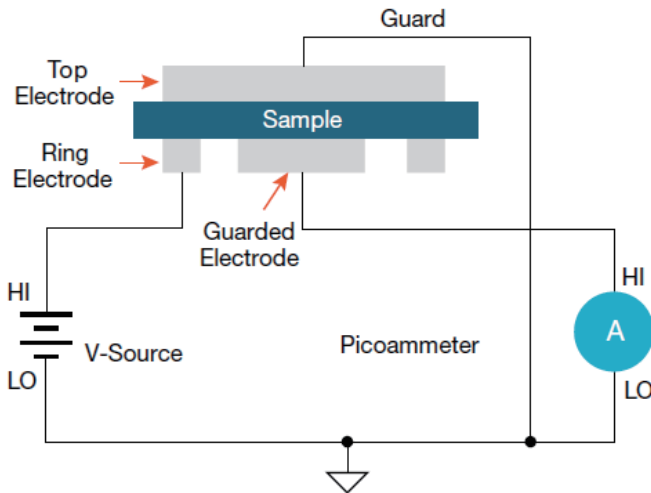 Guard
Top
Electrode
Sample
Ring
Electrode
Guarded
Electrode
HI
V-Source
LO
Picoammeter
HI
A
LO